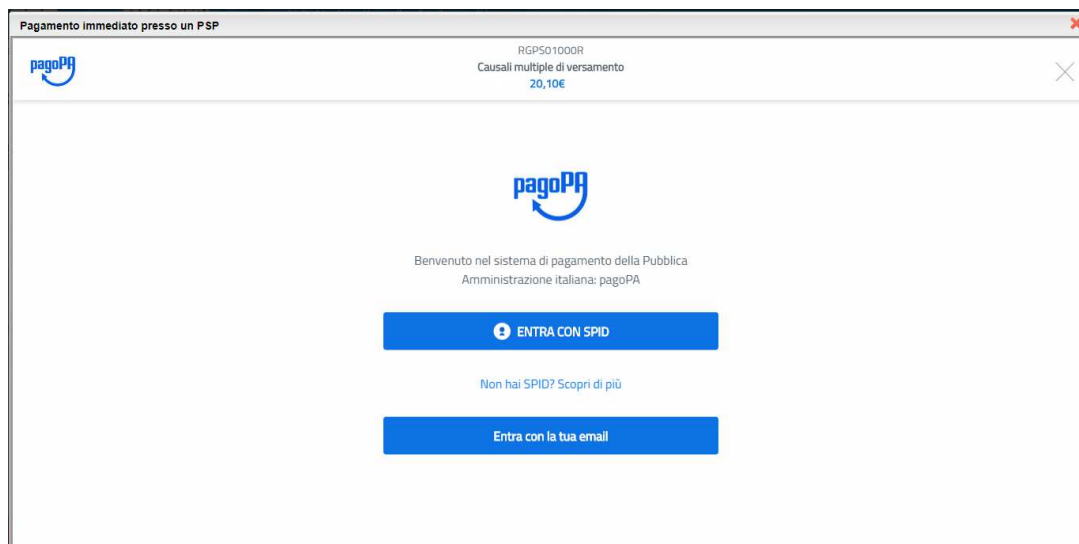 Pagamento immediato presso un PSP
pagoPA
RGPS01000R
Causali multiple di versamento
20,10€
pagoPA
Benvenuto nel sistema di pagamento della Pubblica
Amministrazione italiana: pagoPA
ENTRA CON SPID
Non hai SPID? Scopri di più
Entra con la tua email